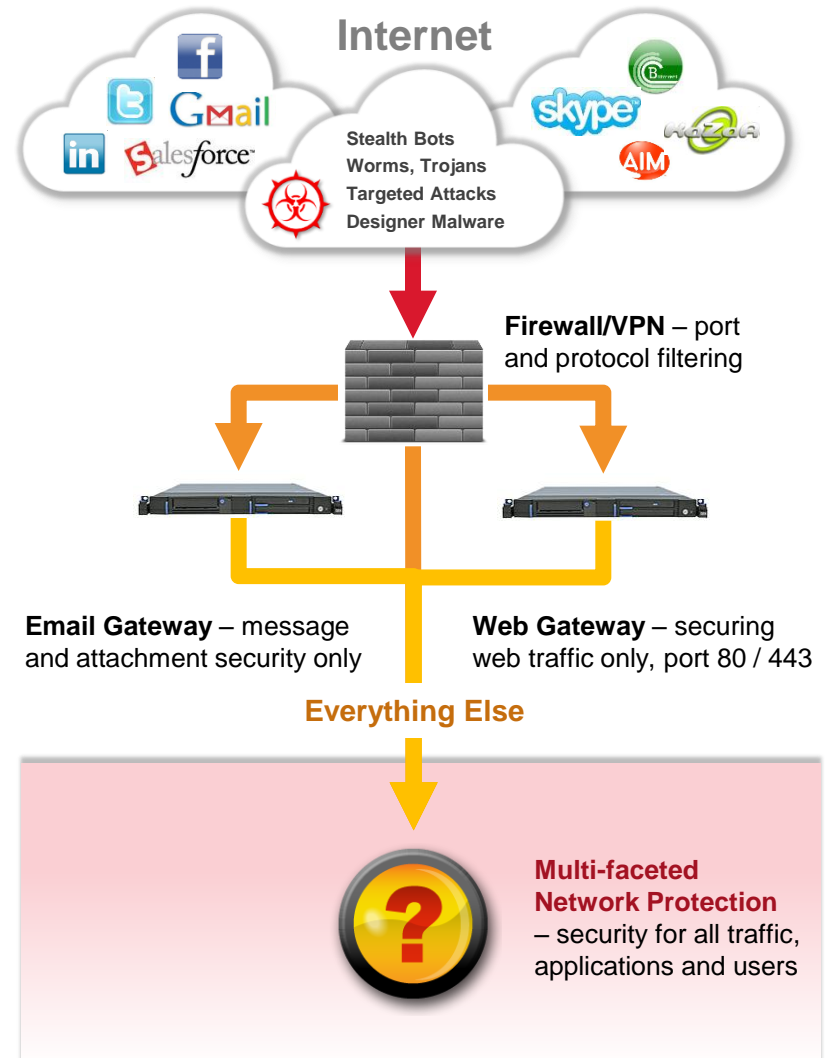 Internet
f
t
GMail
in
salesforce
Stealth Bots
Worms, Trojans
Targeted Attacks
Designer Malware
skype
KaZaA
AIM
Firewall/VPN – port
and protocol filtering
Email Gateway – message
and attachment security only
Web Gateway – securing
web traffic only, port 80 / 443
Everything Else
?
Multi-faceted
Network Protection
– security for all traffic,
applications and users